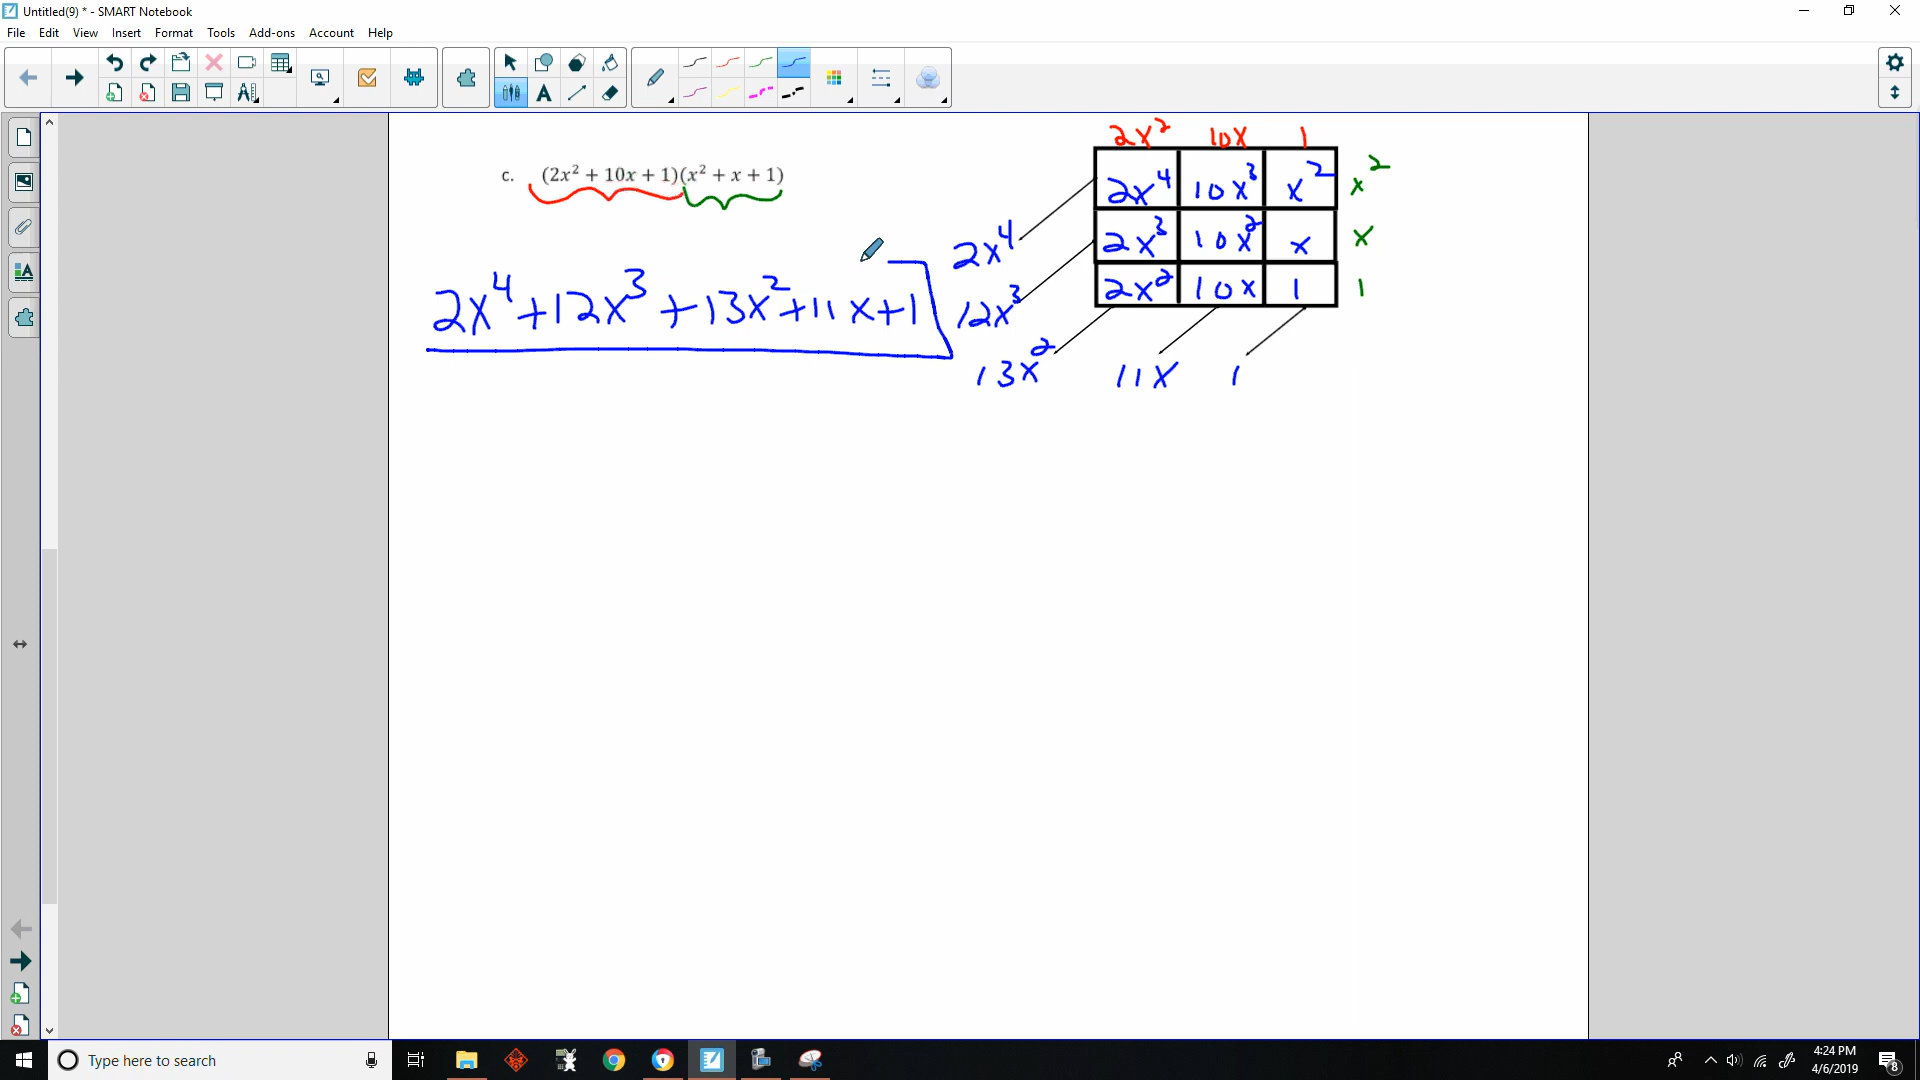 Untitled(9) * - SMART Notebook
File Edit View Insert Format Tools Add-ons Account Help
2x² 10x 1
c. (2x² + 10x + 1)(x² + x + 1)
2x⁴ 10x³ x² x²
2x³ 10x² x x
2x² 10x 1 1
2x⁴
2x⁴ + 12x³ + 13x² + 11x + 1
12x³
13x² 11x 1
Type here to search
4:24 PM
4/6/2019
8